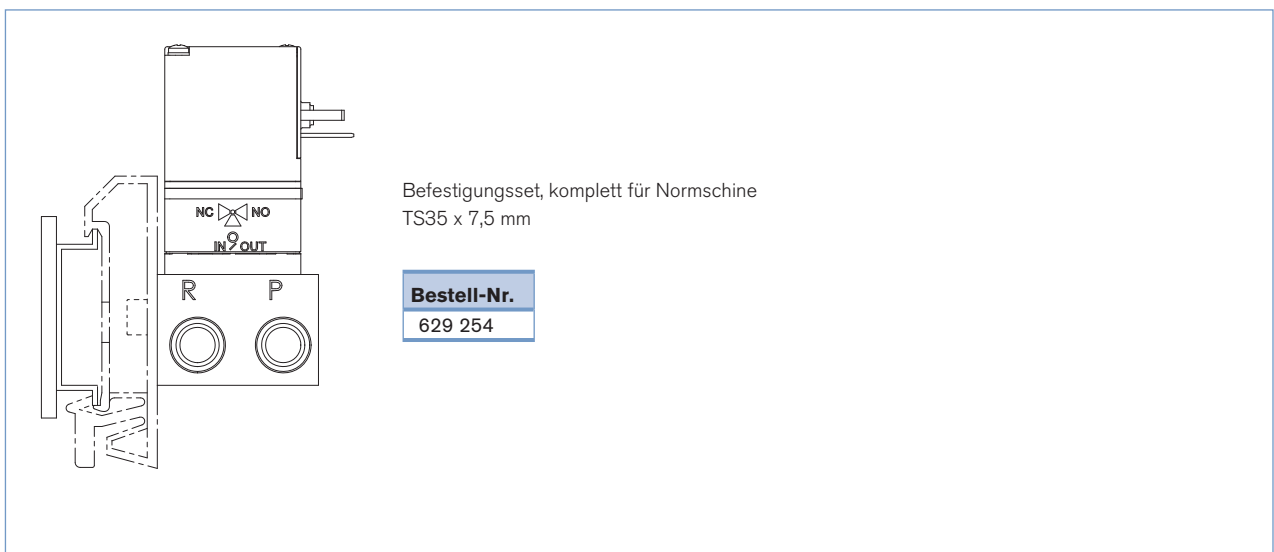 NC NO
IN OUT
R P
Befestigungsset, komplett für Normschine
TS35 x 7,5 mm
Bestell-Nr.
629 254